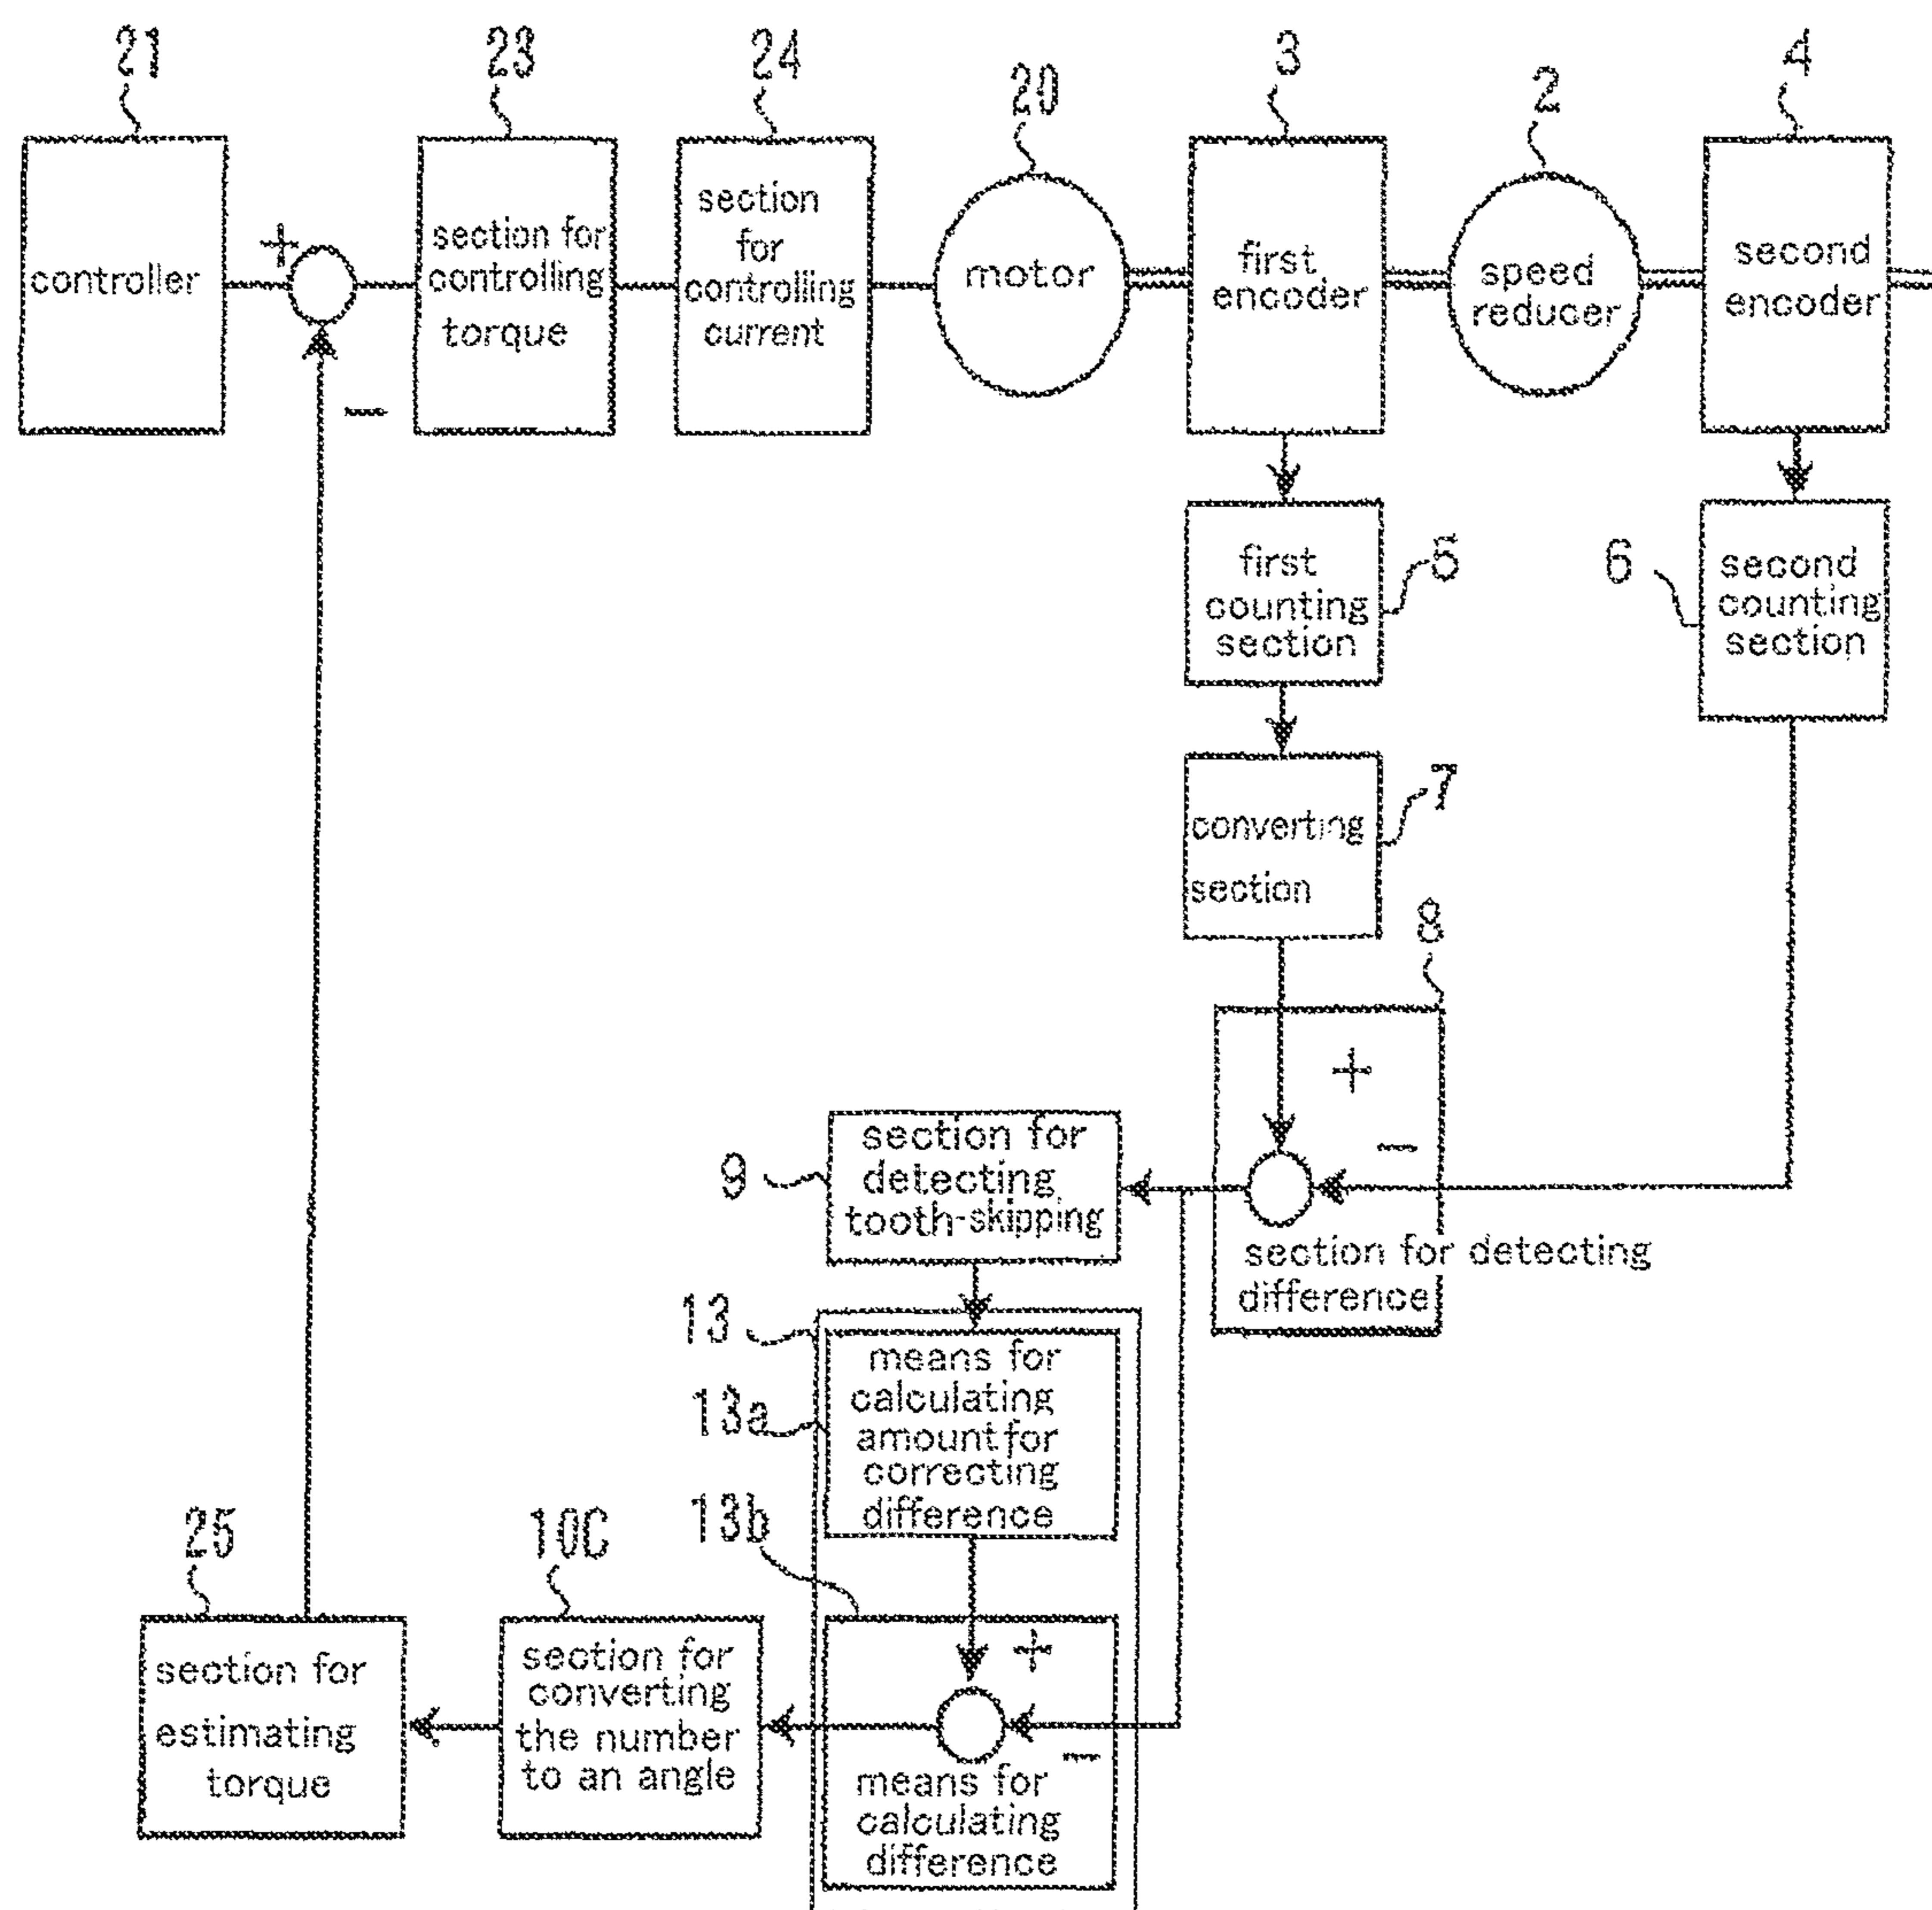 21
23
24
20
3
2
4
controller
+
−
section for
controlling
torque
section
for
controlling
current
motor
first
encoder
speed
reducer
second
encoder
first
counting
section
5
6
second
counting
section
converting
section
7
8
+
−
section for detecting
difference
9
section for
detecting
tooth-skipping
13
13a
means for
calculating
amount for
correcting
difference
13b
+
−
means for
calculating
difference
10C
section for
converting
the number
to an angle
25
section for
estimating
torque